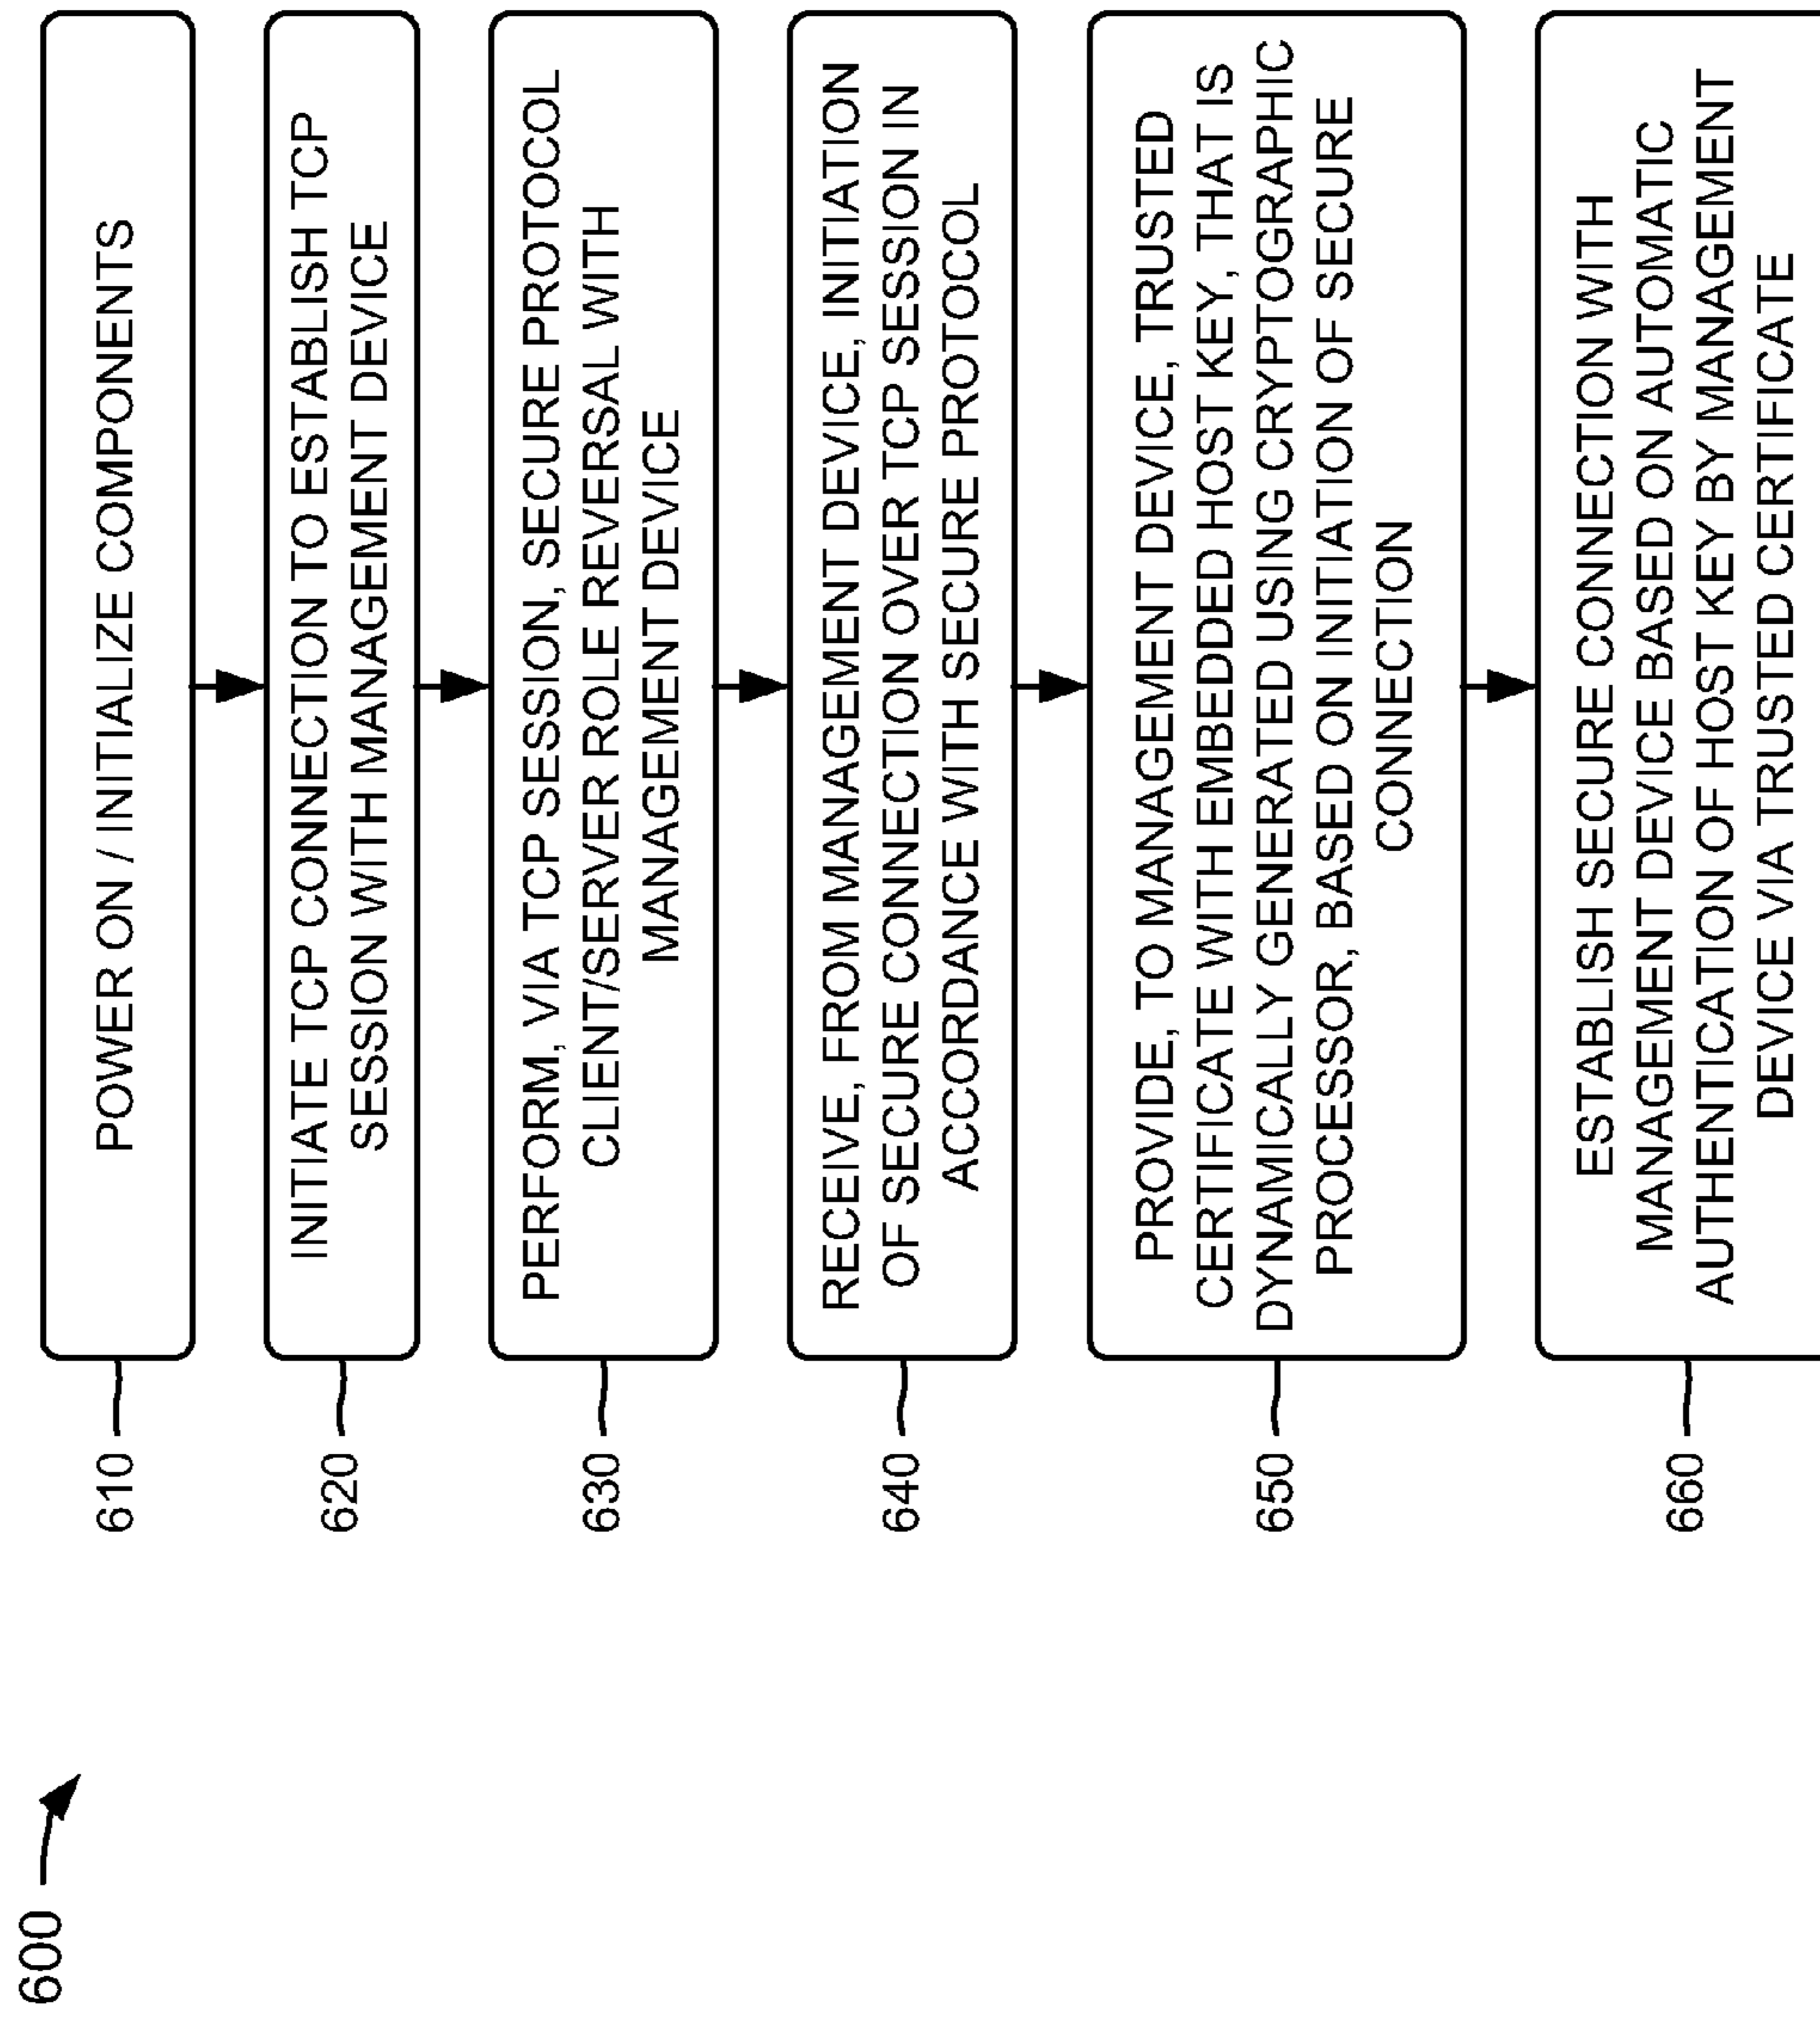 600
610
POWER ON / INITIALIZE COMPONENTS
620
INITIATE TCP CONNECTION TO ESTABLISH TCP
SESSION WITH MANAGEMENT DEVICE
630
PERFORM, VIA TCP SESSION, SECURE PROTOCOL
CLIENT/SERVER ROLE REVERSAL WITH
MANAGEMENT DEVICE
640
RECEIVE, FROM MANAGEMENT DEVICE, INITIATION
OF SECURE CONNECTION OVER TCP SESSION IN
ACCORDANCE WITH SECURE PROTOCOL
650
PROVIDE, TO MANAGEMENT DEVICE, TRUSTED
CERTIFICATE WITH EMBEDDED HOST KEY, THAT IS
DYNAMICALLY GENERATED USING CRYPTOGRAPHIC
PROCESSOR, BASED ON INITIATION OF SECURE
CONNECTION
660
ESTABLISH SECURE CONNECTION WITH
MANAGEMENT DEVICE BASED ON AUTOMATIC
AUTHENTICATION OF HOST KEY BY MANAGEMENT
DEVICE VIA TRUSTED CERTIFICATE